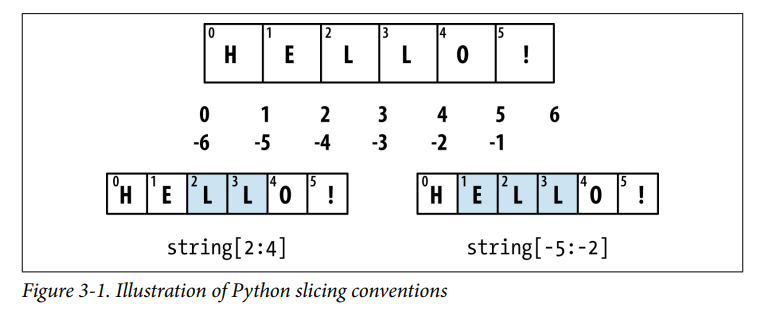 0 H 1 E 2 L 3 L 4 O 5 !
0 1 2 3 4 5 6
-6 -5 -4 -3 -2 -1
0 H 1 E 2 L 3 L 4 O 5 !
string[2:4]
0 H 1 E 2 L 3 L 4 O 5 !
string[-5:-2]
Figure 3-1. Illustration of Python slicing conventions